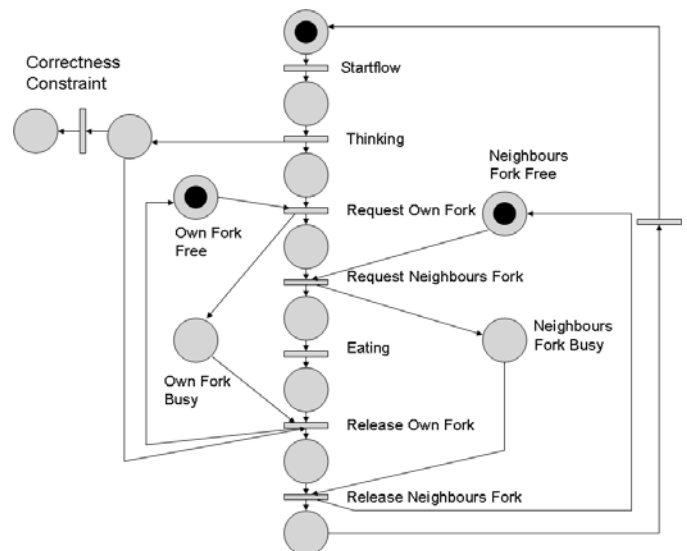 Startflow
Correctness
Constraint
Thinking
Neighbours
Fork Free
Request Own Fork
Own Fork
Free
Request Neighbours Fork
Neighbours
Fork Busy
Eating
Own Fork
Busy
Release Own Fork
Release Neighbours Fork